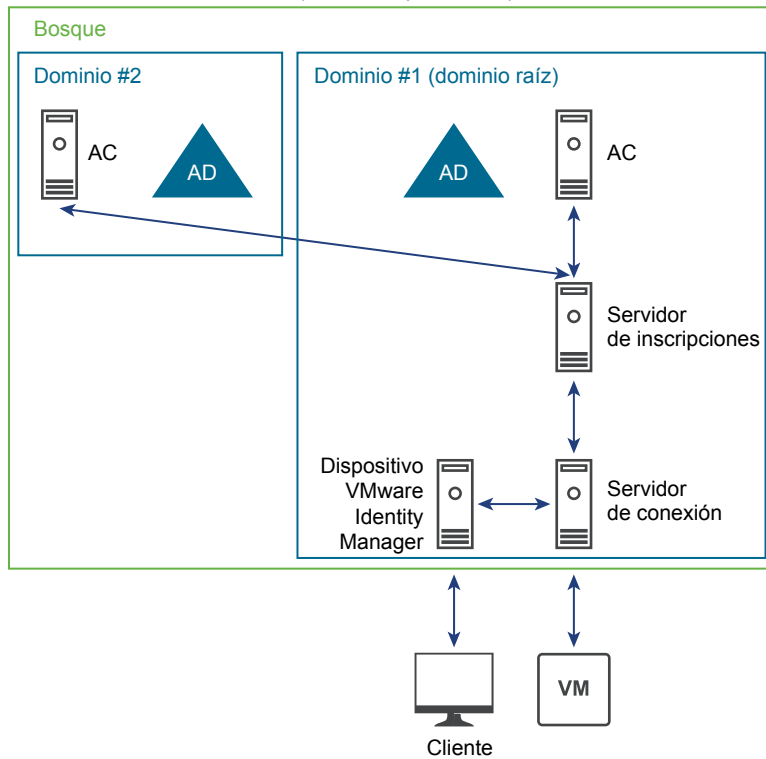 Bosque
Dominio #2
Dominio #1 (dominio raíz)
AC
AD
AD
AC
Servidor
de inscripciones
Dispositivo
VMware
Identity
Manager
Servidor
de conexión
VM
Cliente